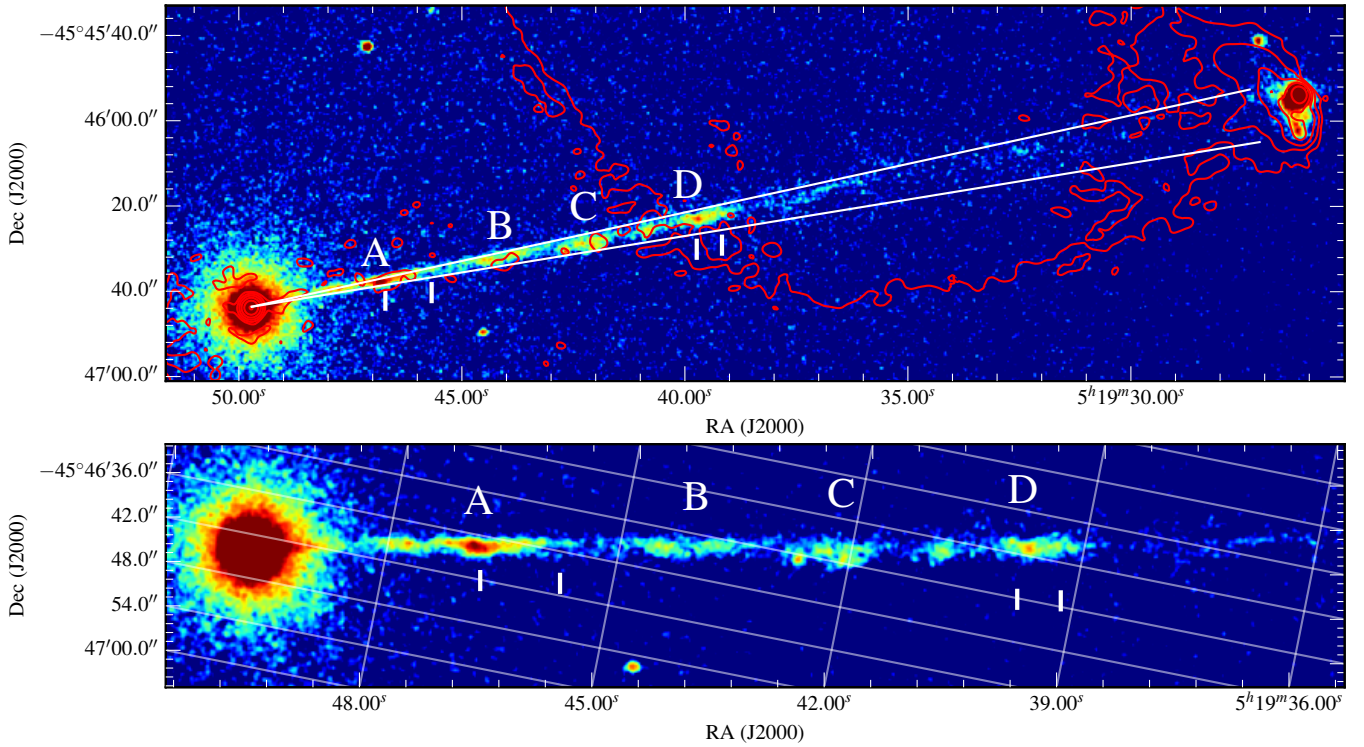 −45°45′40.0″
46′00.0″
20.0″
40.0″
47′00.0″
Dec (J2000)
A
B
C
D
50.00ˢ 45.00ˢ 40.00ˢ 35.00ˢ 5ʰ19ᵐ30.00ˢ
RA (J2000)
−45°46′36.0″
42.0″
48.0″
54.0″
47′00.0″
Dec (J2000)
A
B
C
D
48.00ˢ 45.00ˢ 42.00ˢ 39.00ˢ 5ʰ19ᵐ36.00ˢ
RA (J2000)